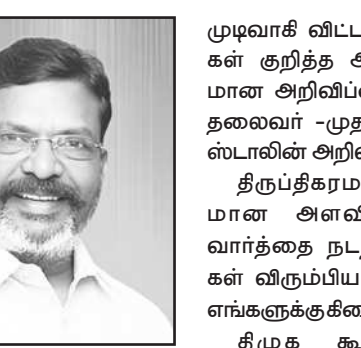 முடிவாகி விட்ட
கள் குறித்த
மான அறிவிப்
தலைவர் -முத
ஸ்டாலின் அறி
திருப்திகரம
மான அளவி
வார்த்தை நட
கள் விரும்பிய
எங்களுக்குகி
திமுக கூ